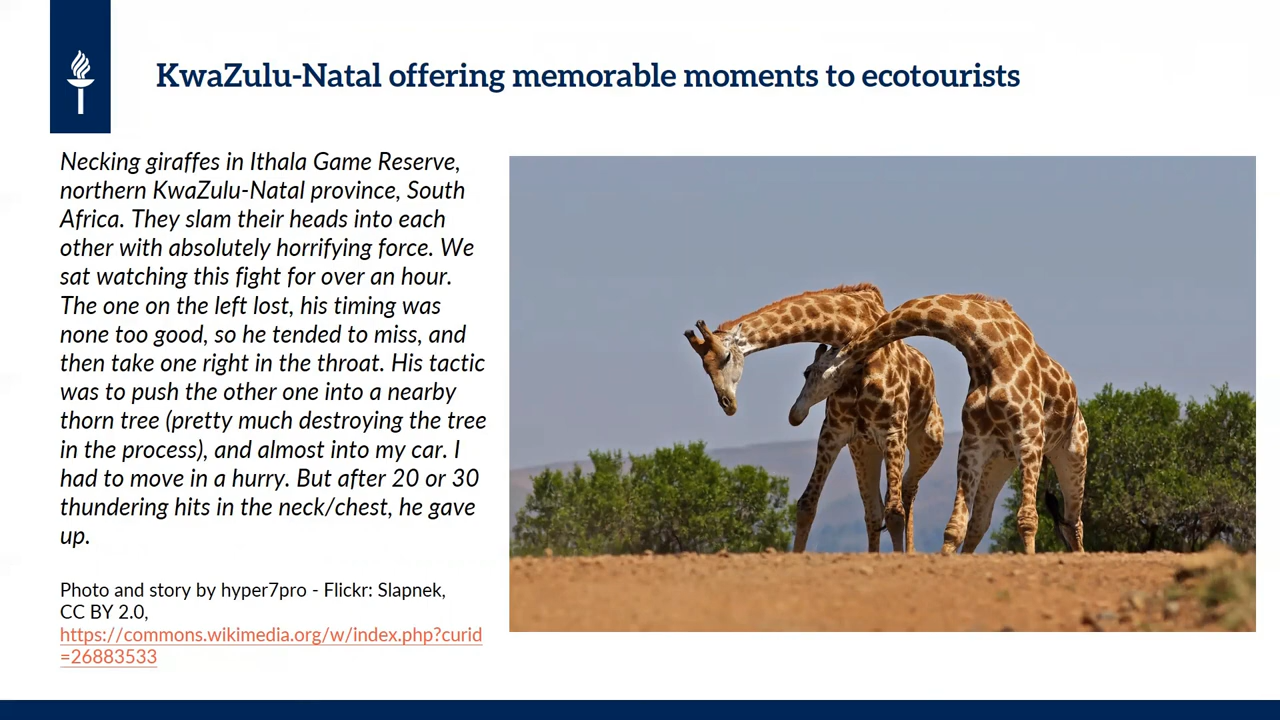 KwaZulu-Natal offering memorable moments to ecotourists
Necking giraffes in Ithala Game Reserve,
northern KwaZulu-Natal province, South
Africa. They slam their heads into each
other with absolutely horrifying force. We
sat watching this fight for over an hour.
The one on the left lost, his timing was
none too good, so he tended to miss, and
then take one right in the throat. His tactic
was to push the other one into a nearby
thorn tree (pretty much destroying the tree
in the process), and almost into my car. I
had to move in a hurry. But after 20 or 30
thundering hits in the neck/chest, he gave
up.
Photo and story by hyper7pro - Flickr: Slapnek,
CC BY 2.0,
https://commons.wikimedia.org/w/index.php?curid
=26883533